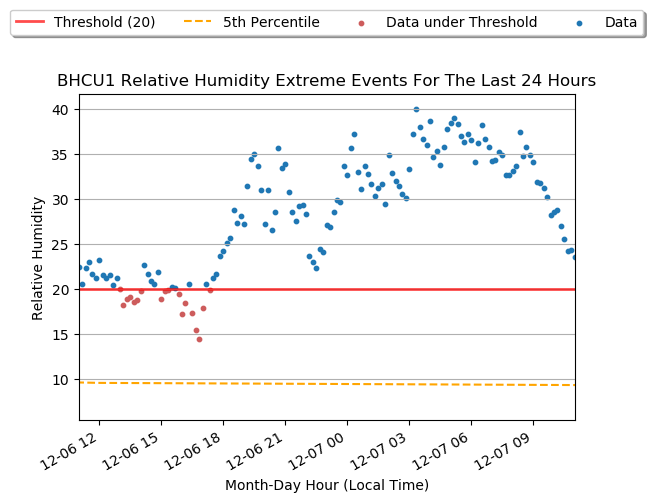 Threshold (20) 5th Percentile Data under Threshold Data
BHCU1 Relative Humidity Extreme Events For The Last 24 Hours
40
35
30
25
20
15
10
Relative Humidity
12-06 12 12-06 15 12-06 18 12-06 21 12-07 00 12-07 03 12-07 06 12-07 09
Month-Day Hour (Local Time)